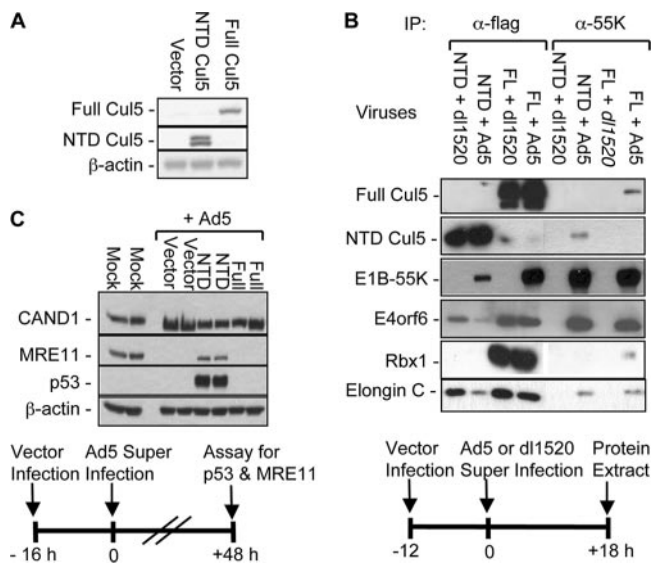 A
Vector
NTD Cul5
Full Cul5
Full Cul5 -
NTD Cul5 -
β-actin -
B
IP: α-flag α-55K
Viruses
NTD + dl1520
NTD + Ad5
FL + dl1520
FL + Ad5
NTD + dl1520
NTD + Ad5
FL + dl1520
FL + Ad5
Full Cul5 -
NTD Cul5 -
E1B-55K -
E4orf6 -
Rbx1 -
Elongin C -
Vector Infection
Ad5 or dl1520 Super Infection
Protein Extract
-12 0 +18 h
C
+ Ad5
Mock
Mock
Vector
Vector
NTD
NTD
Full
Full
CAND1 -
MRE11 -
p53 -
β-actin -
Vector Infection
Ad5 Super Infection
Assay for p53 & MRE11
- 16 h 0 +48 h